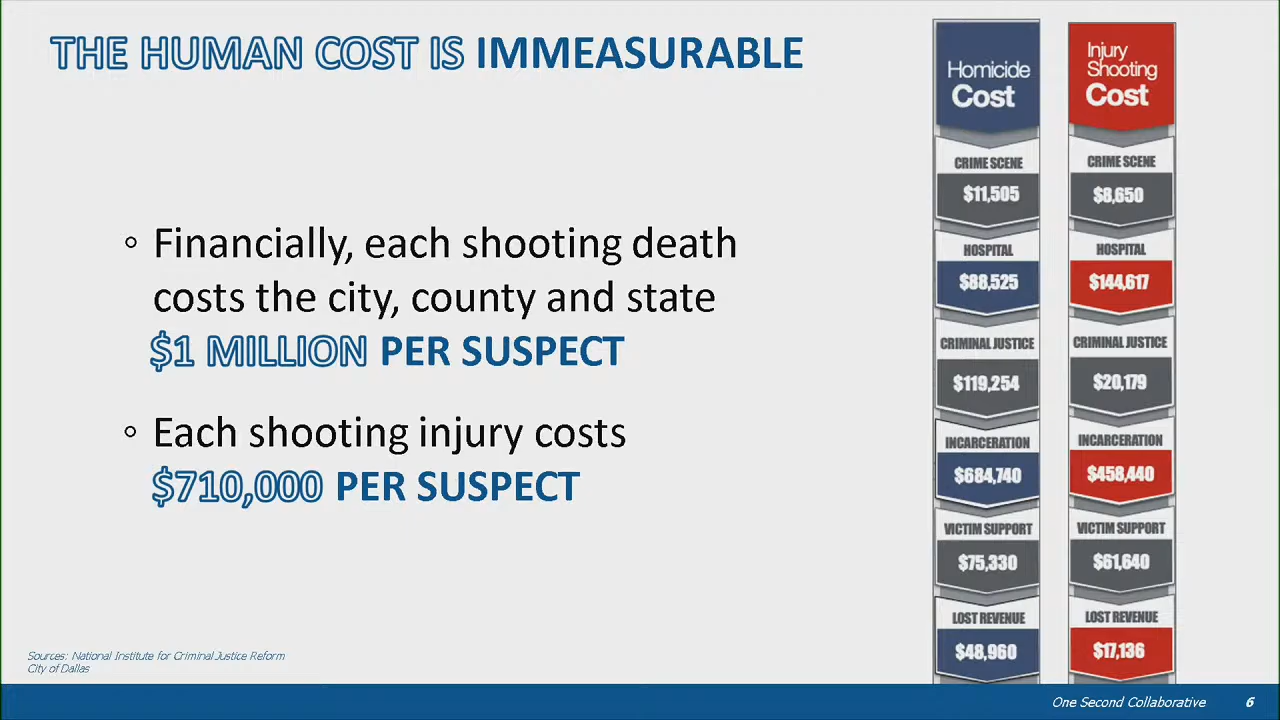 THE HUMAN COST IS IMMEASURABLE
◦ Financially, each shooting death
costs the city, county and state
$1 MILLION PER SUSPECT
◦ Each shooting injury costs
$710,000 PER SUSPECT
Homicide
Cost
CRIME SCENE
$11,505
HOSPITAL
$88,525
CRIMINAL JUSTICE
$119,254
INCARCERATION
$684,740
VICTIM SUPPORT
$75,330
LOST REVENUE
$48,960
Injury
Shooting
Cost
CRIME SCENE
$8,650
HOSPITAL
$144,617
CRIMINAL JUSTICE
$20,179
INCARCERATION
$458,440
VICTIM SUPPORT
$61,640
LOST REVENUE
$17,136
Sources: National Institute for Criminal Justice Reform
City of Dallas
One Second Collaborative 6